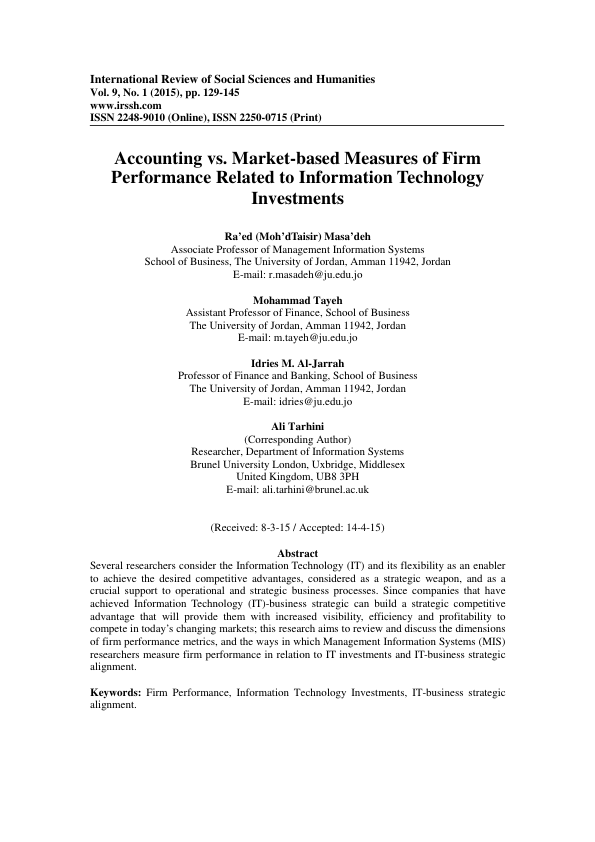 International Review of Social Sciences and Humanities
Vol. 9, No. 1 (2015), pp. 129-145
www.irssh.com
ISSN 2248-9010 (Online), ISSN 2250-0715 (Print)
Accounting vs. Market-based Measures of Firm
Performance Related to Information Technology
Investments
Ra'ed (Moh'dTaisir) Masa'deh
Associate Professor of Management Information Systems
School of Business, The University of Jordan, Amman 11942, Jordan
E-mail: r.masadeh@ju.edu.jo
Mohammad Tayeh
Assistant Professor of Finance, School of Business
The University of Jordan, Amman 11942, Jordan
E-mail: m.tayeh@ju.edu.jo
Idries M. Al-Jarrah
Professor of Finance and Banking, School of Business
The University of Jordan, Amman 11942, Jordan
E-mail: idries@ju.edu.jo
Ali Tarhini
(Corresponding Author)
Researcher, Department of Information Systems
Brunel University London, Uxbridge, Middlesex
United Kingdom, UB8 3PH
E-mail: ali.tarhini@brunel.ac.uk
(Received: 8-3-15 / Accepted: 14-4-15)
Abstract
Several researchers consider the Information Technology (IT) and its flexibility as an enabler
to achieve the desired competitive advantages, considered as a strategic weapon, and as a
crucial support to operational and strategic business processes. Since companies that have
achieved Information Technology (IT)-business strategic can build a strategic competitive
advantage that will provide them with increased visibility, efficiency and profitability to
compete in today's changing markets; this research aims to review and discuss the dimensions
of firm performance metrics, and the ways in which Management Information Systems (MIS)
researchers measure firm performance in relation to IT investments and IT-business strategic
alignment.
Keywords: Firm Performance, Information Technology Investments, IT-business strategic
alignment.